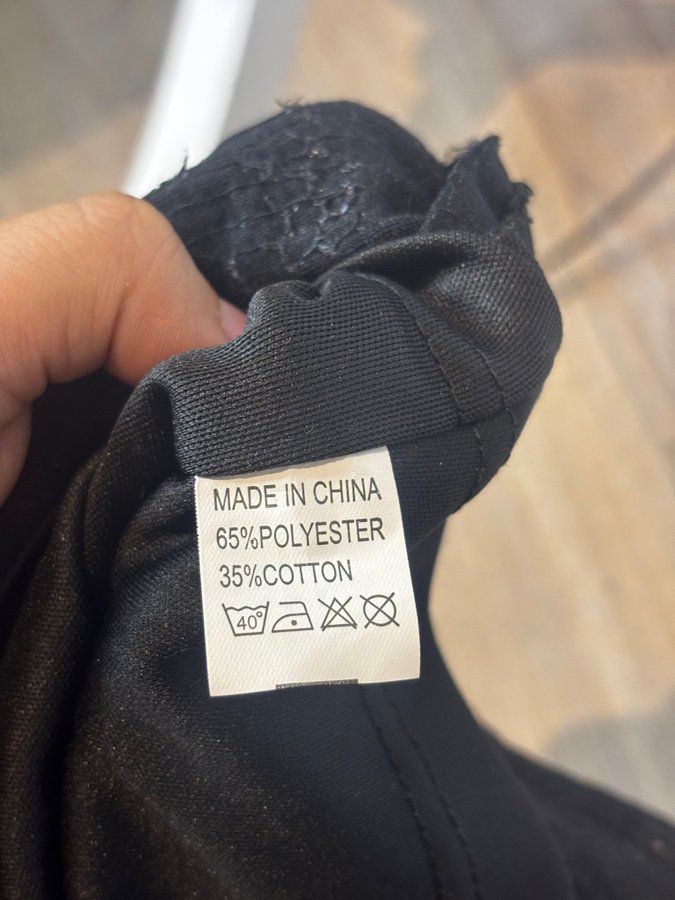 MADE IN CHINA
65%POLYESTER
35%COTTON
40°